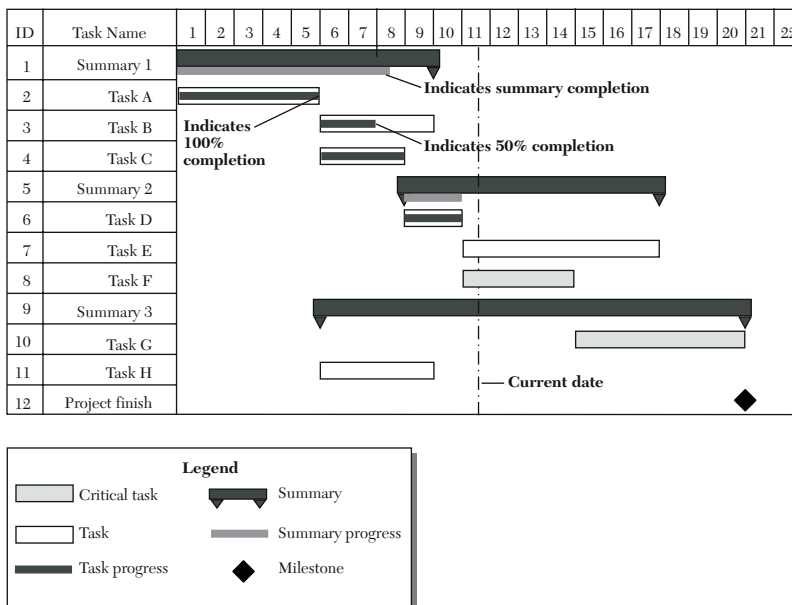 ID Task Name 1 2 3 4 5 6 7 8 9 10 11 12 13 14 15 16 17 18 19 20 21 22
1 Summary 1
Indicates summary completion
2 Task A
3 Task B
Indicates
100%
completion
Indicates 50% completion
4 Task C
5 Summary 2
6 Task D
7 Task E
8 Task F
9 Summary 3
10 Task G
11 Task H
Current date
12 Project finish
Legend
Critical task
Summary
Task
Summary progress
Task progress
Milestone